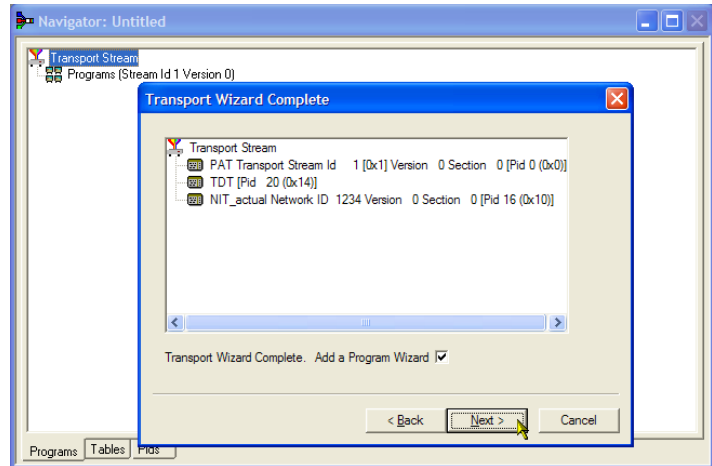 Navigator: Untitled
Transport Stream
Programs (Stream Id 1 Version 0)
Transport Wizard Complete
Transport Stream
PAT Transport Stream Id 1 [0x1] Version 0 Section 0 [Pid 0 (0x0)]
TDT [Pid 20 (0x14)]
NIT_actual Network ID 1234 Version 0 Section 0 [Pid 16 (0x10)]
Transport Wizard Complete. Add a Program Wizard
< Back Next > Cancel
Programs Tables Pids